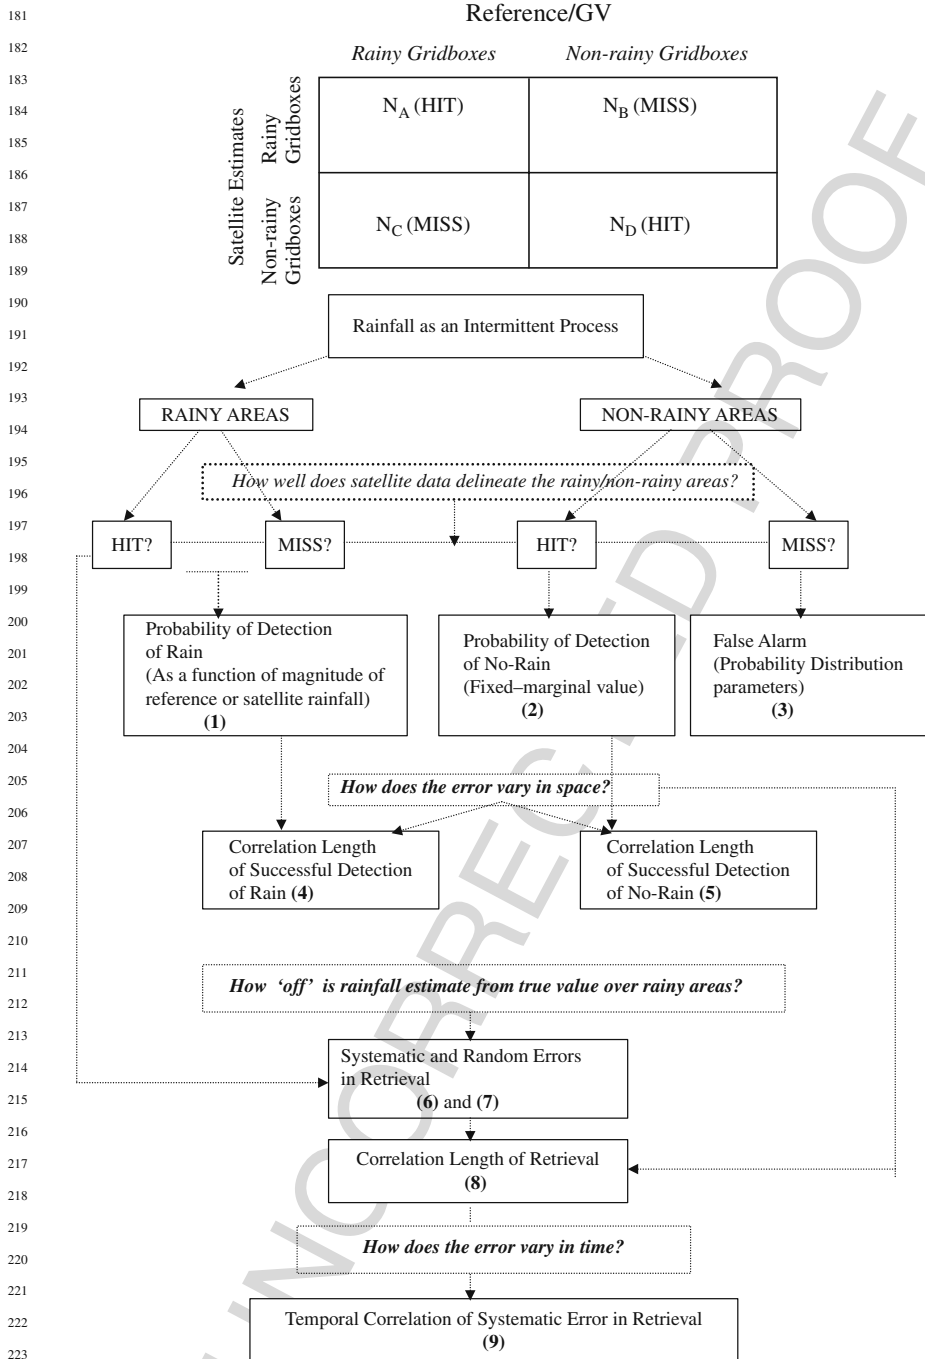 Reference/GV
Rainy Gridboxes
Non-rainy Gridboxes
Satellite Estimates
Rainy
Gridboxes
Non-rainy
Gridboxes
N_A (HIT)
N_B (MISS)
N_C (MISS)
N_D (HIT)
Rainfall as an Intermittent Process
RAINY AREAS
NON-RAINY AREAS
How well does satellite data delineate the rainy/non-rainy areas?
HIT?
MISS?
HIT?
MISS?
Probability of Detection
of Rain
(As a function of magnitude of
reference or satellite rainfall)
(1)
Probability of Detection
of No-Rain
(Fixed–marginal value)
(2)
False Alarm
(Probability Distribution
parameters)
(3)
How does the error vary in space?
Correlation Length
of Successful Detection
of Rain (4)
Correlation Length
of Successful Detection
of No-Rain (5)
How 'off' is rainfall estimate from true value over rainy areas?
Systematic and Random Errors
in Retrieval
(6) and (7)
Correlation Length of Retrieval
(8)
How does the error vary in time?
Temporal Correlation of Systematic Error in Retrieval
(9)
181
182
183
184
185
186
187
188
189
190
191
192
193
194
195
196
197
198
199
200
201
202
203
204
205
206
207
208
209
210
211
212
213
214
215
216
217
218
219
220
221
222
223
UNCORRECTED PROOF